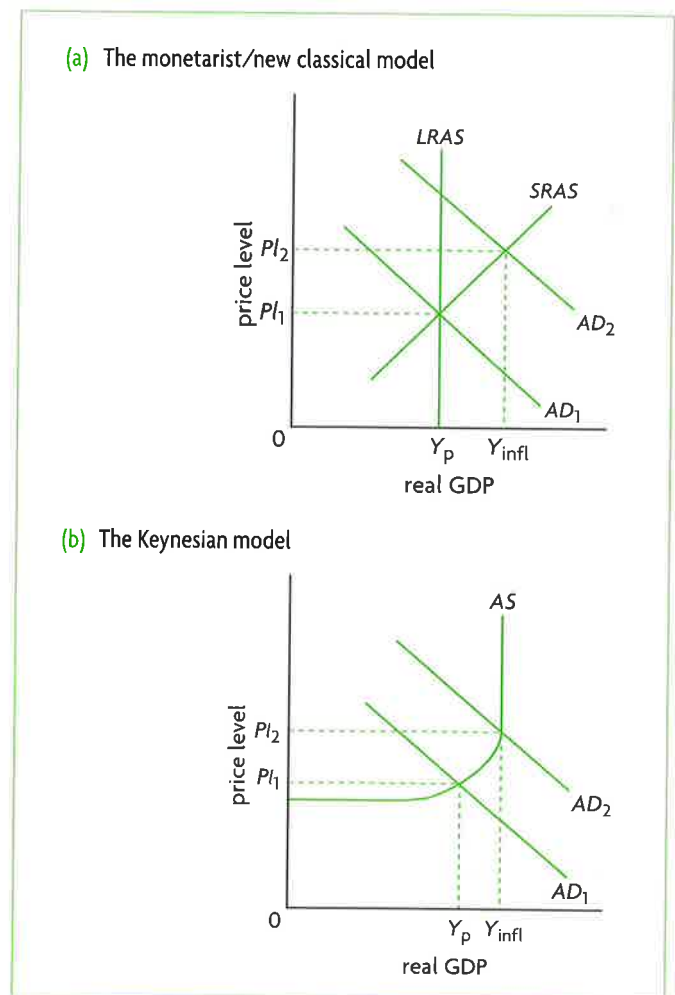 (a) The monetarist/new classical model
LRAS
SRAS
price level
Pl2
Pl1
AD2
AD1
0
Yp
Yinfl
real GDP
(b) The Keynesian model
AS
price level
Pl2
Pl1
AD2
AD1
0
Yp
Yinfl
real GDP